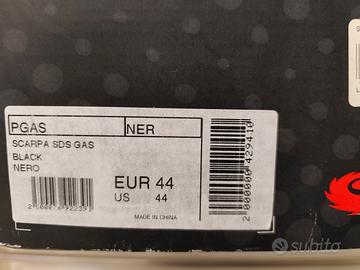 PGAS NER
SCARPA SDS GAS
BLACK
NERO
EUR 44
US 44
MADE IN CHINA
subito